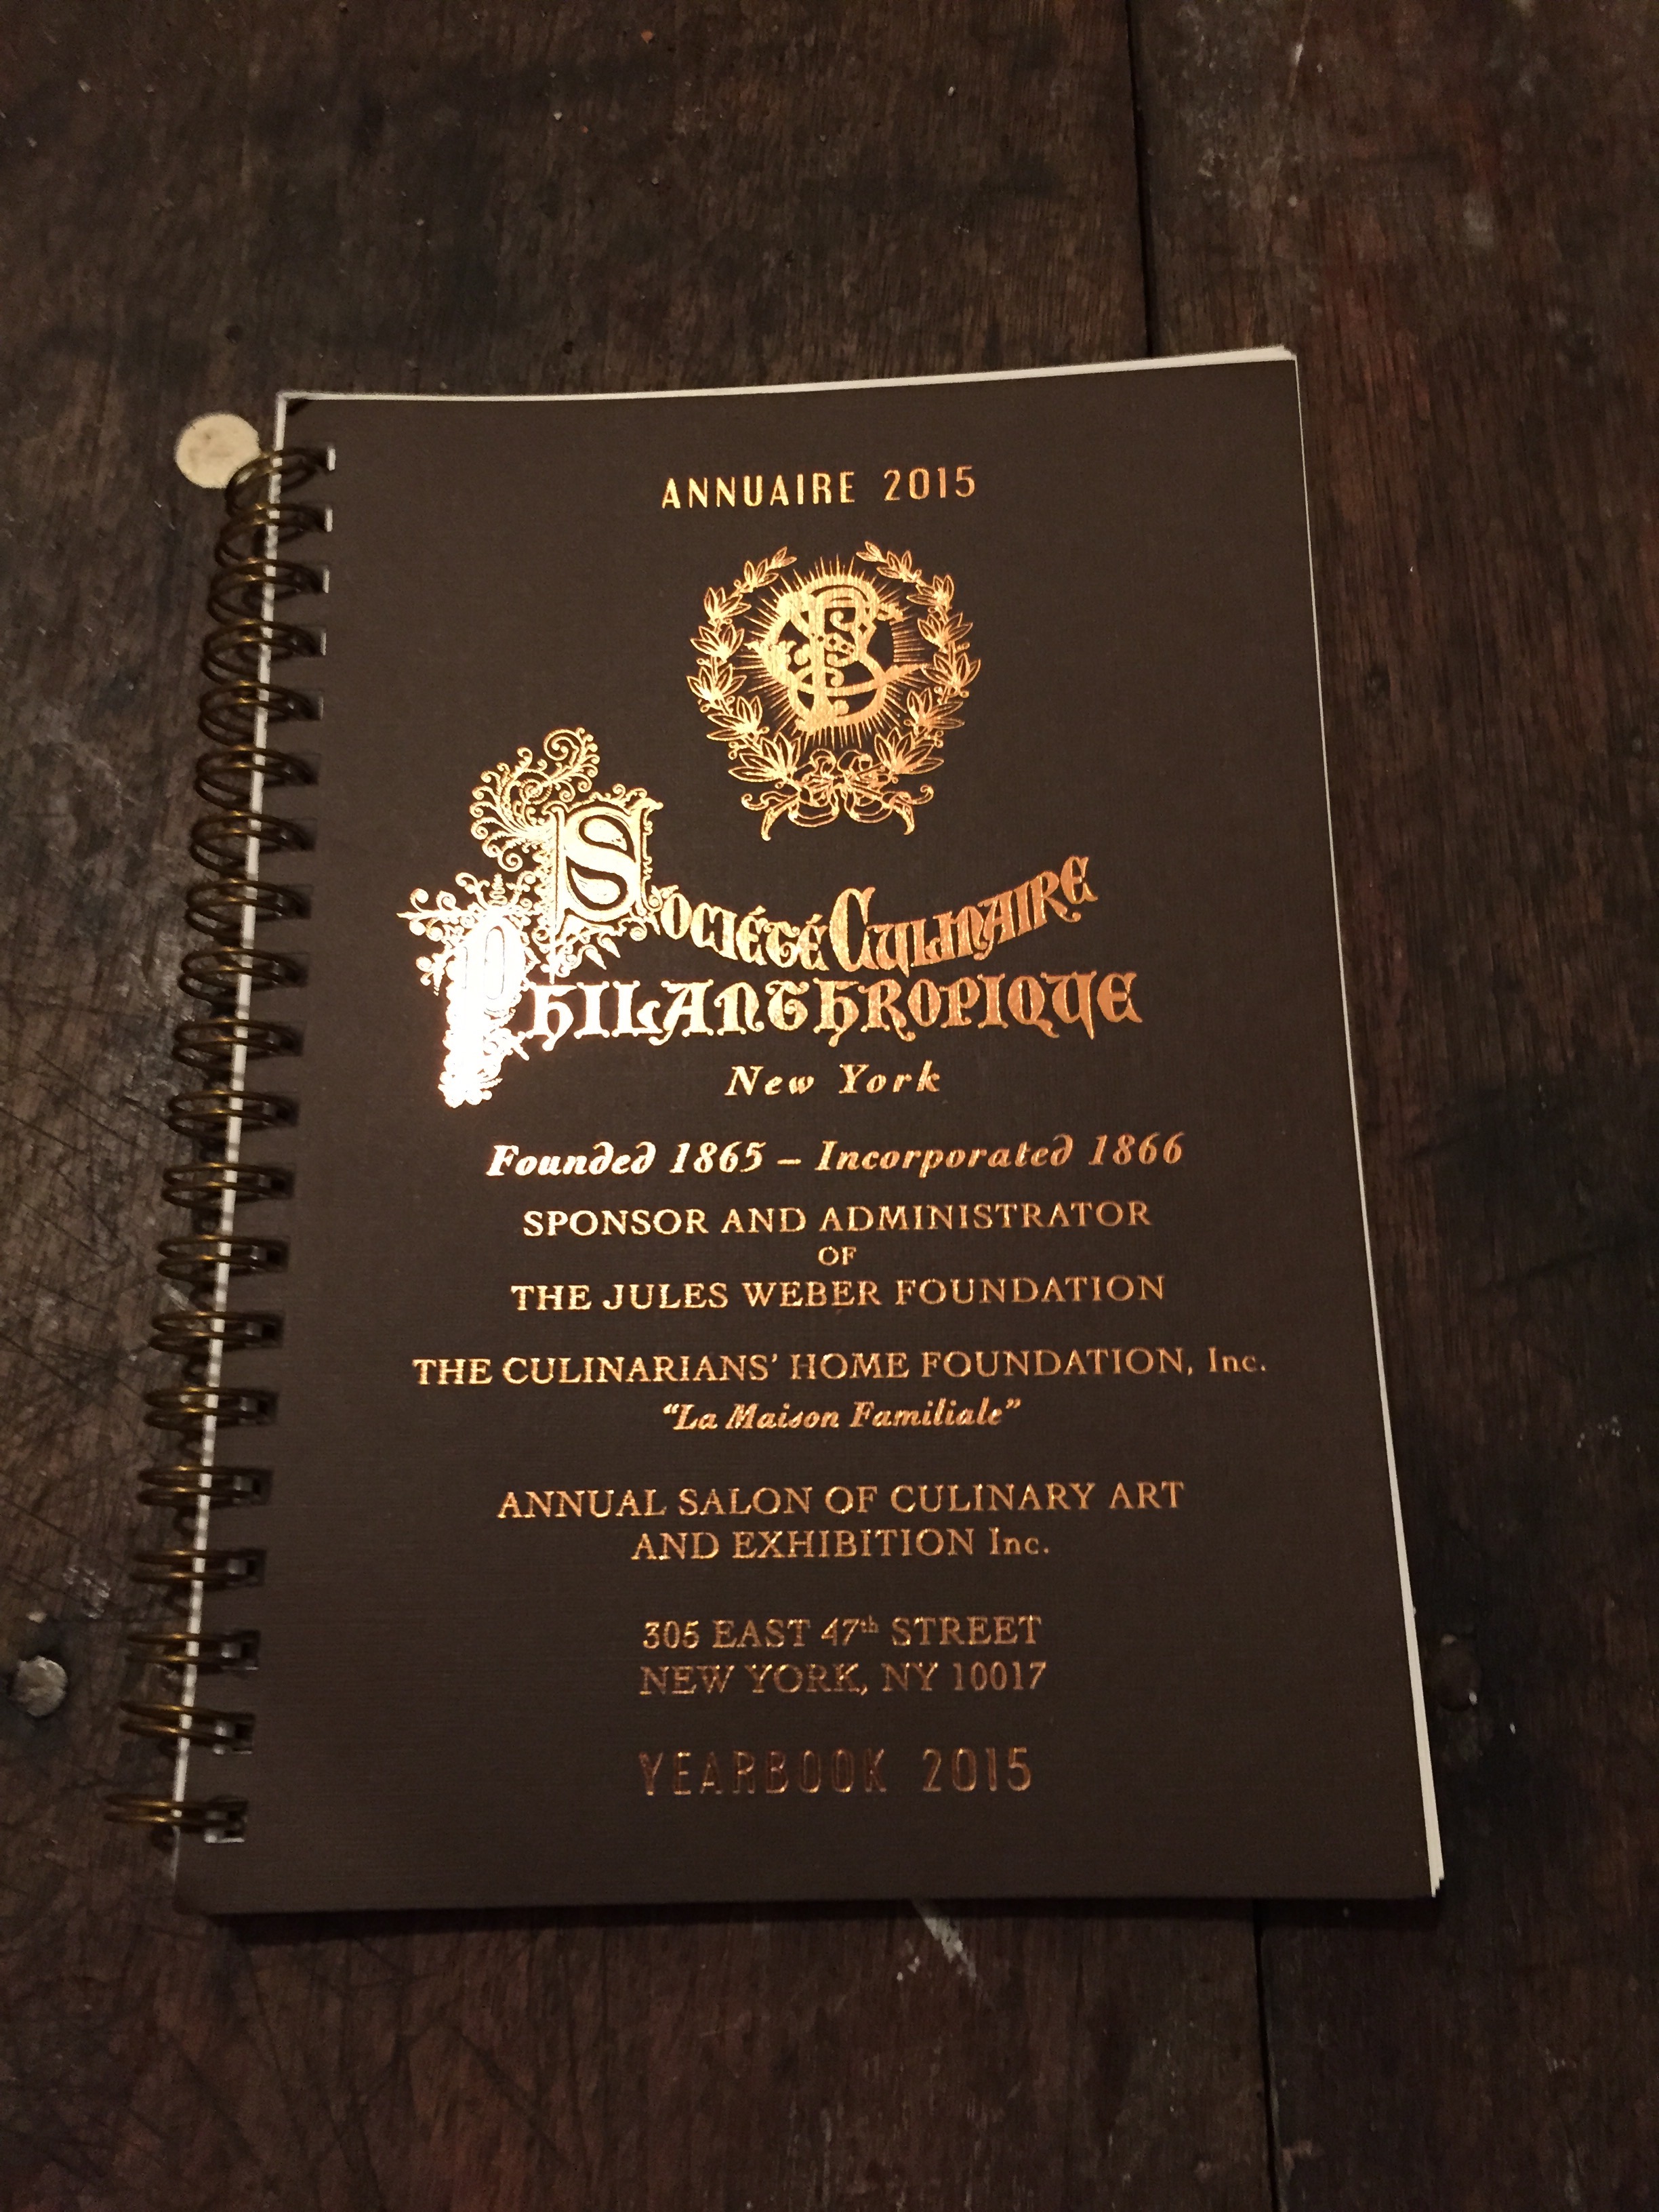 ANNUAIRE 2015
SOCIÉTÉ CULINAIRE
PHILANTHROPIQUE
New York
Founded 1865 – Incorporated 1866
SPONSOR AND ADMINISTRATOR
OF
THE JULES WEBER FOUNDATION
THE CULINARIANS' HOME FOUNDATION, Inc.
"La Maison Familiale"
ANNUAL SALON OF CULINARY ART
AND EXHIBITION Inc.
305 EAST 47th STREET
NEW YORK, NY 10017
YEARBOOK 2015